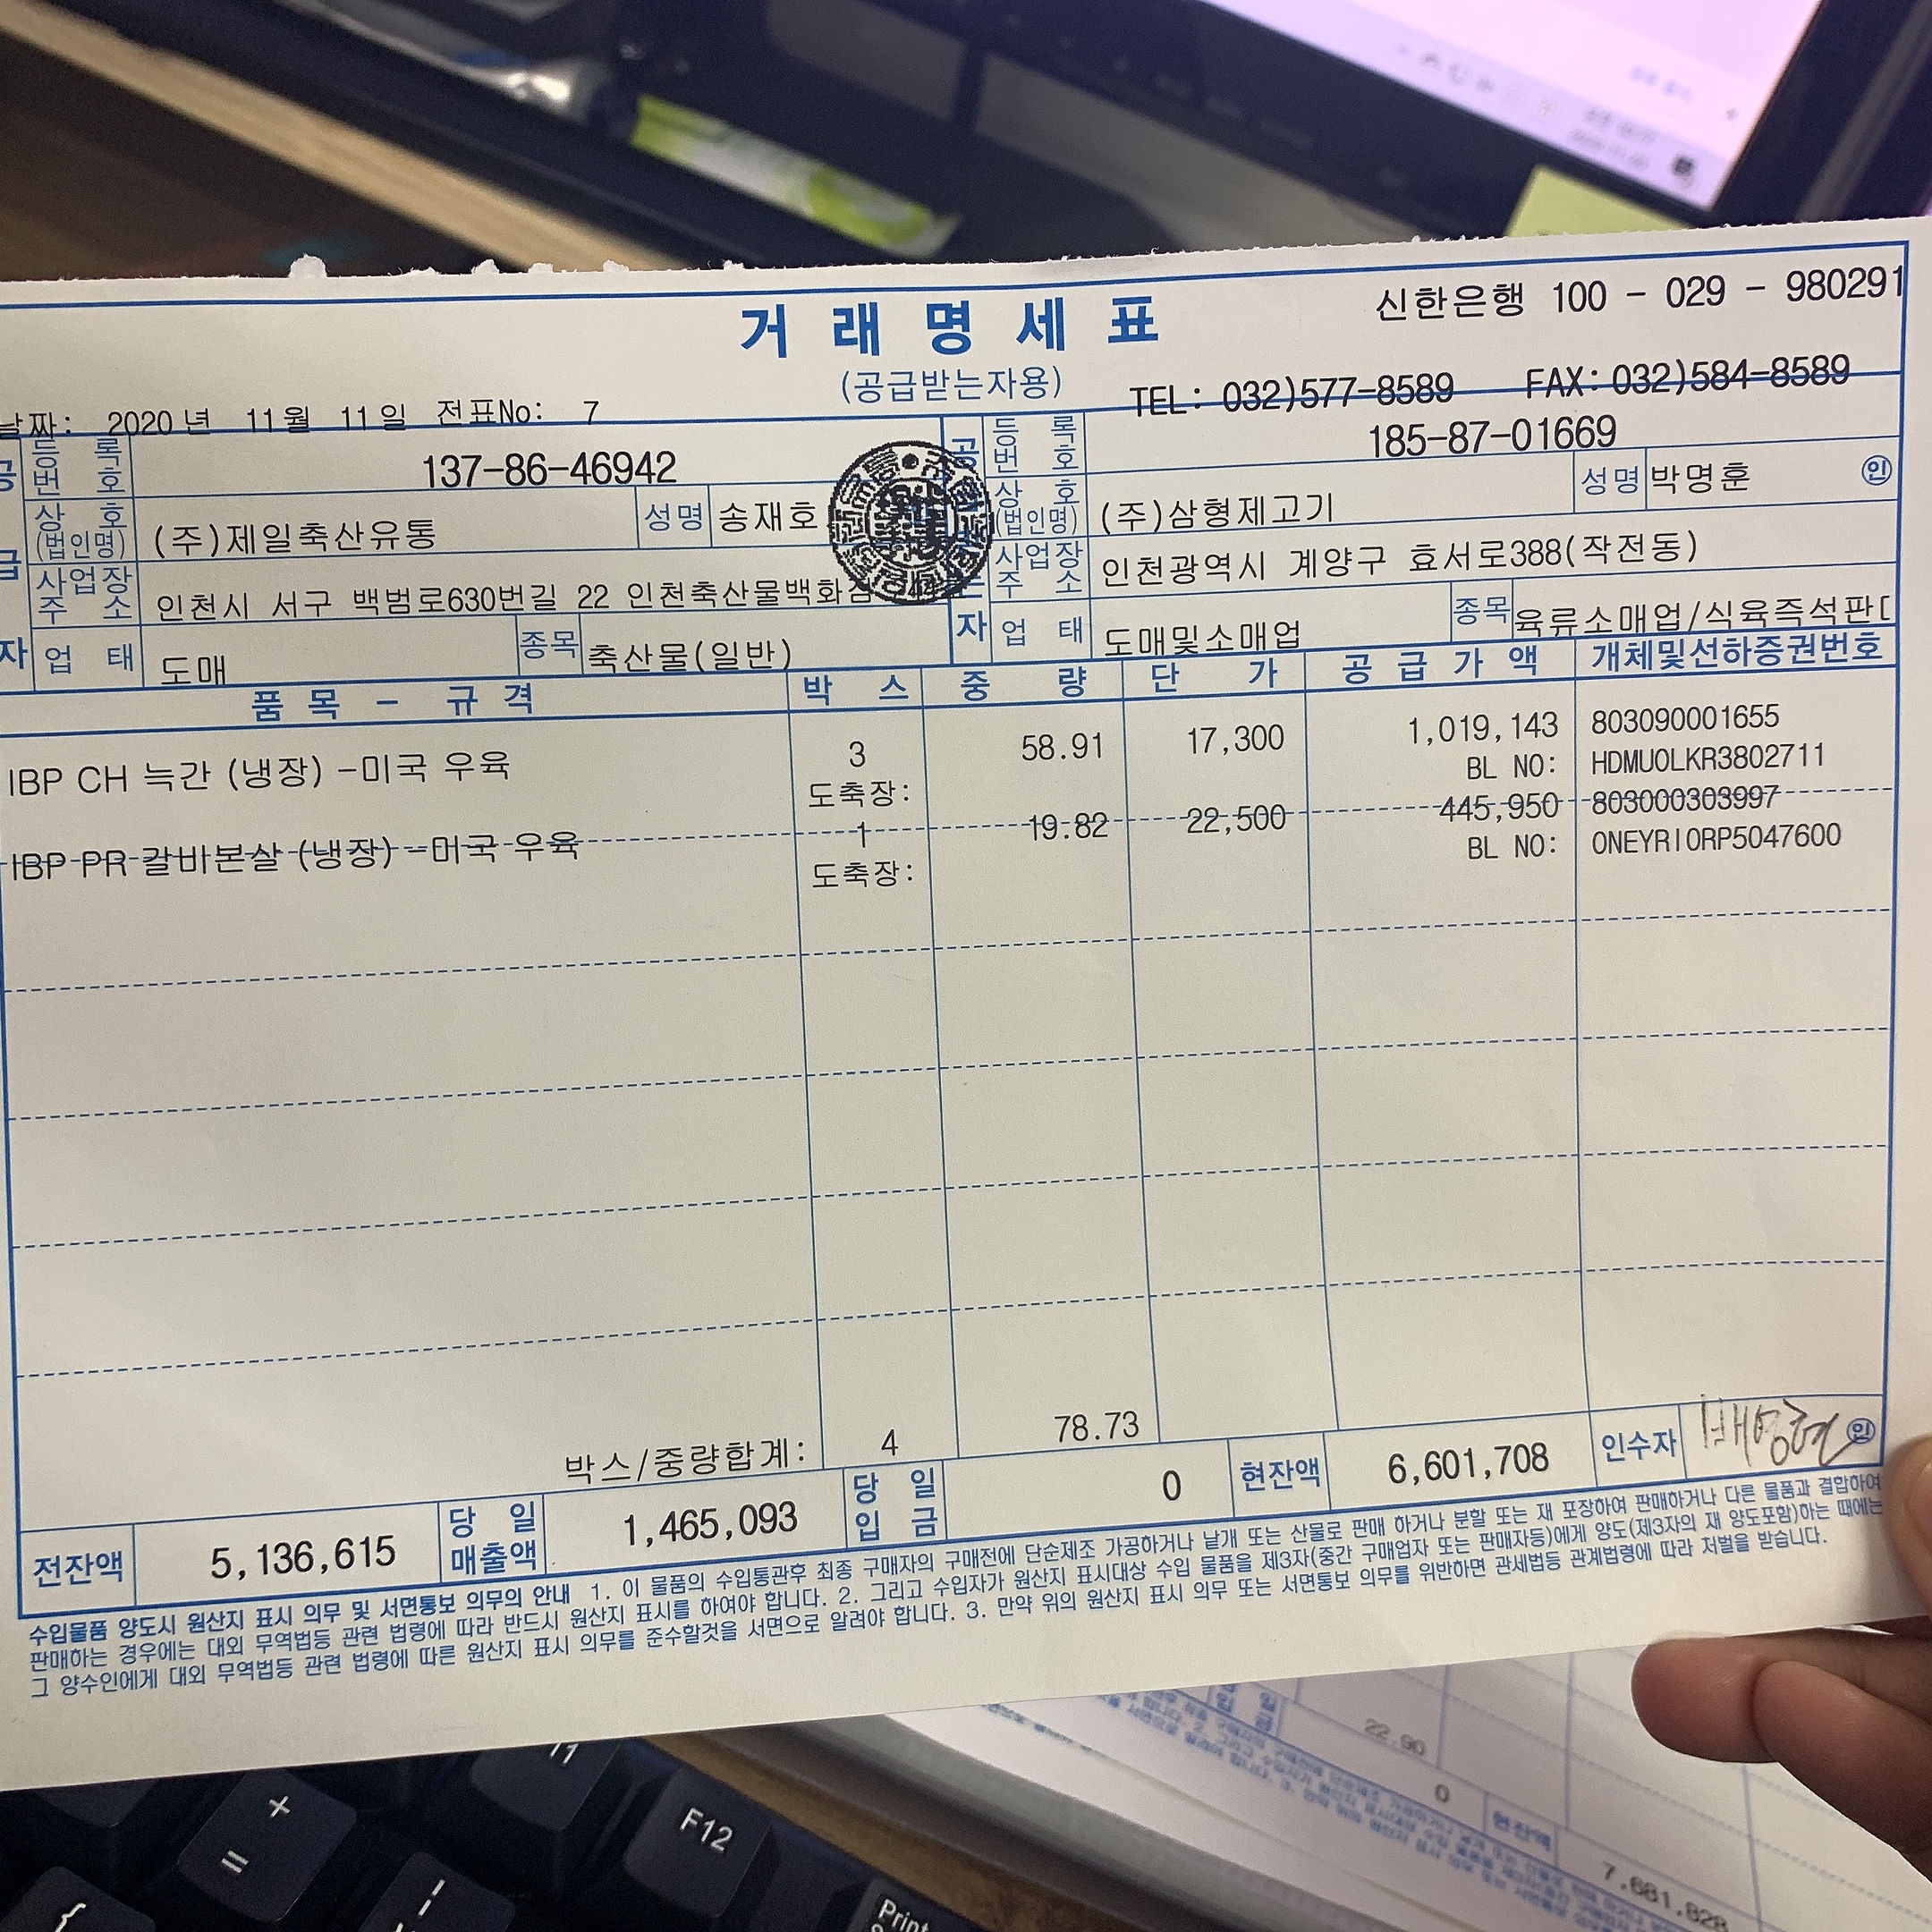 거 래 명 세 표
신한은행 100 - 029 - 980291
(공급받는자용)
TEL: 032)577-8589 FAX: 032)584-8589
날짜: 2020 년 11 월 11 일 전표No: 7
등 록 번 호 137-86-46942
상 호 (법인명) (주)제일축산유통 성명 송재호
사업장 주 소 인천시 서구 백범로630번길 22 인천축산물백화점
업 태 도매 종목 축산물(일반)
등 록 번 호 185-87-01669
상 호 (법인명) (주)삼형제고기 성명 박명훈 인
사업장 주 소 인천광역시 계양구 효서로388(작전동)
업 태 도매및소매업 종목 육류소매업/식육즉석판
품 목 - 규 격 박 스 중 량 단 가 공 급 가 액 개체및선하증권번호
IBP CH 늑간 (냉장) -미국 우육 3 58.91 17,300 1,019,143 803090001655
도축장: BL NO: HDMUOLKR3802711
IBP PR 갈비본살 (냉장) -미국 우육 1 19.82 22,500 445,950 803000303997
도축장: BL NO: ONEYRIORP5047600
박스/중량합계: 4 78.73
전잔액 5,136,615 당 일 매출액 1,465,093 당 일 입 금 0 현잔액 6,601,708 인수자 인
수입물품 양도시 원산지 표시 의무 및 서면통보 의무의 안내 1. 이 물품의 수입통관후 최종 구매자의 구매전에 단순제조 가공하거나 낱개 또는 산물로 판매 하거나 분할 또는 재 포장하여 판매하거나 다른 물품과 결합하여
판매하는 경우에는 대외 무역법등 관련 법령에 따라 반드시 원산지 표시를 하여야 합니다. 2. 그리고 수입자가 원산지 표시대상 수입 물품을 제3자(중간 구매업자 또는 판매자등)에게 양도(제3자의 재 양도포함)하는 때에는
그 양수인에게 대외 무역법등 관련 법령에 따른 원산지 표시 의무를 준수할것을 서면으로 알려야 합니다. 3. 만약 위의 원산지 표시 의무 또는 서면통보 의무를 위반하면 관세법등 관계법령에 따라 처벌을 받습니다.
22.90
0
현잔액
7,681,828
+
=
F12
{
Print